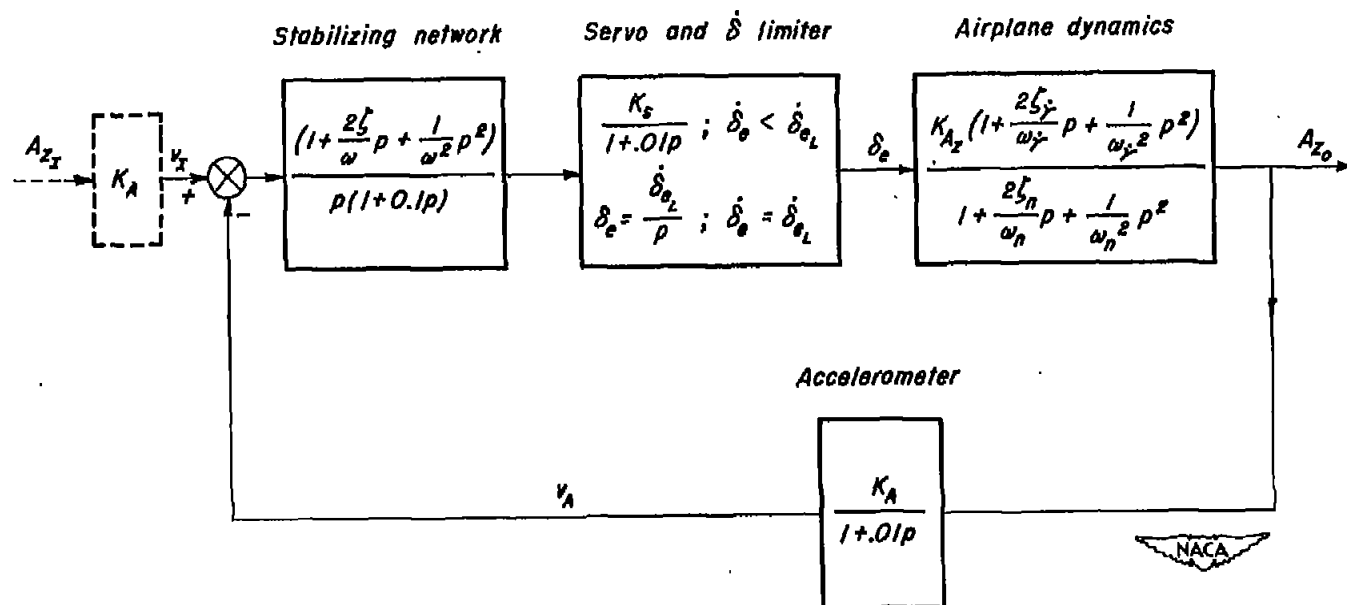 Stabilizing network
Servo and δ̇ limiter
Airplane dynamics
A_{Z_I}
K_A
v_I
+
-
(1 + 2ζ/ω p + 1/ω² p²)
p(1+0.1p)
K_s / 1+.01p ; δ̇_e < δ̇_{e_L}
δ_e = δ̇_{e_L} / p ; δ̇_e = δ̇_{e_L}
δ_e
K_{A_Z} (1 + 2ζ_γ̇/ω_γ̇ p + 1/ω_γ̇² p²)
1 + 2ζ_n/ω_n p + 1/ω_n² p²
A_{Z_O}
Accelerometer
K_A
1+.01p
v_A
NACA